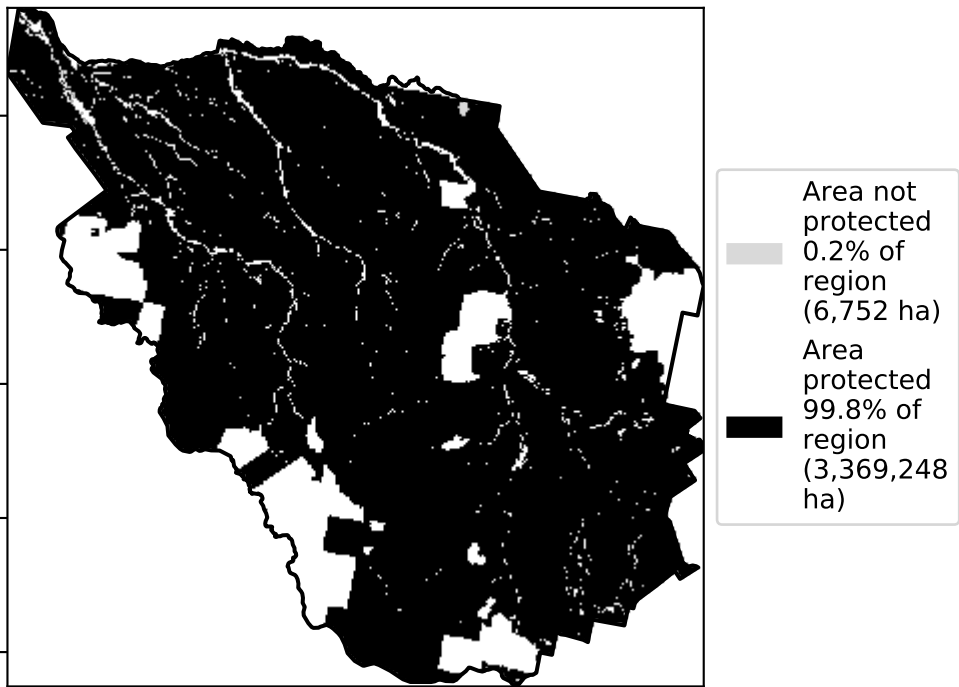 Area not
protected
0.2% of
region
(6,752 ha)
Area
protected
99.8% of
region
(3,369,248
ha)